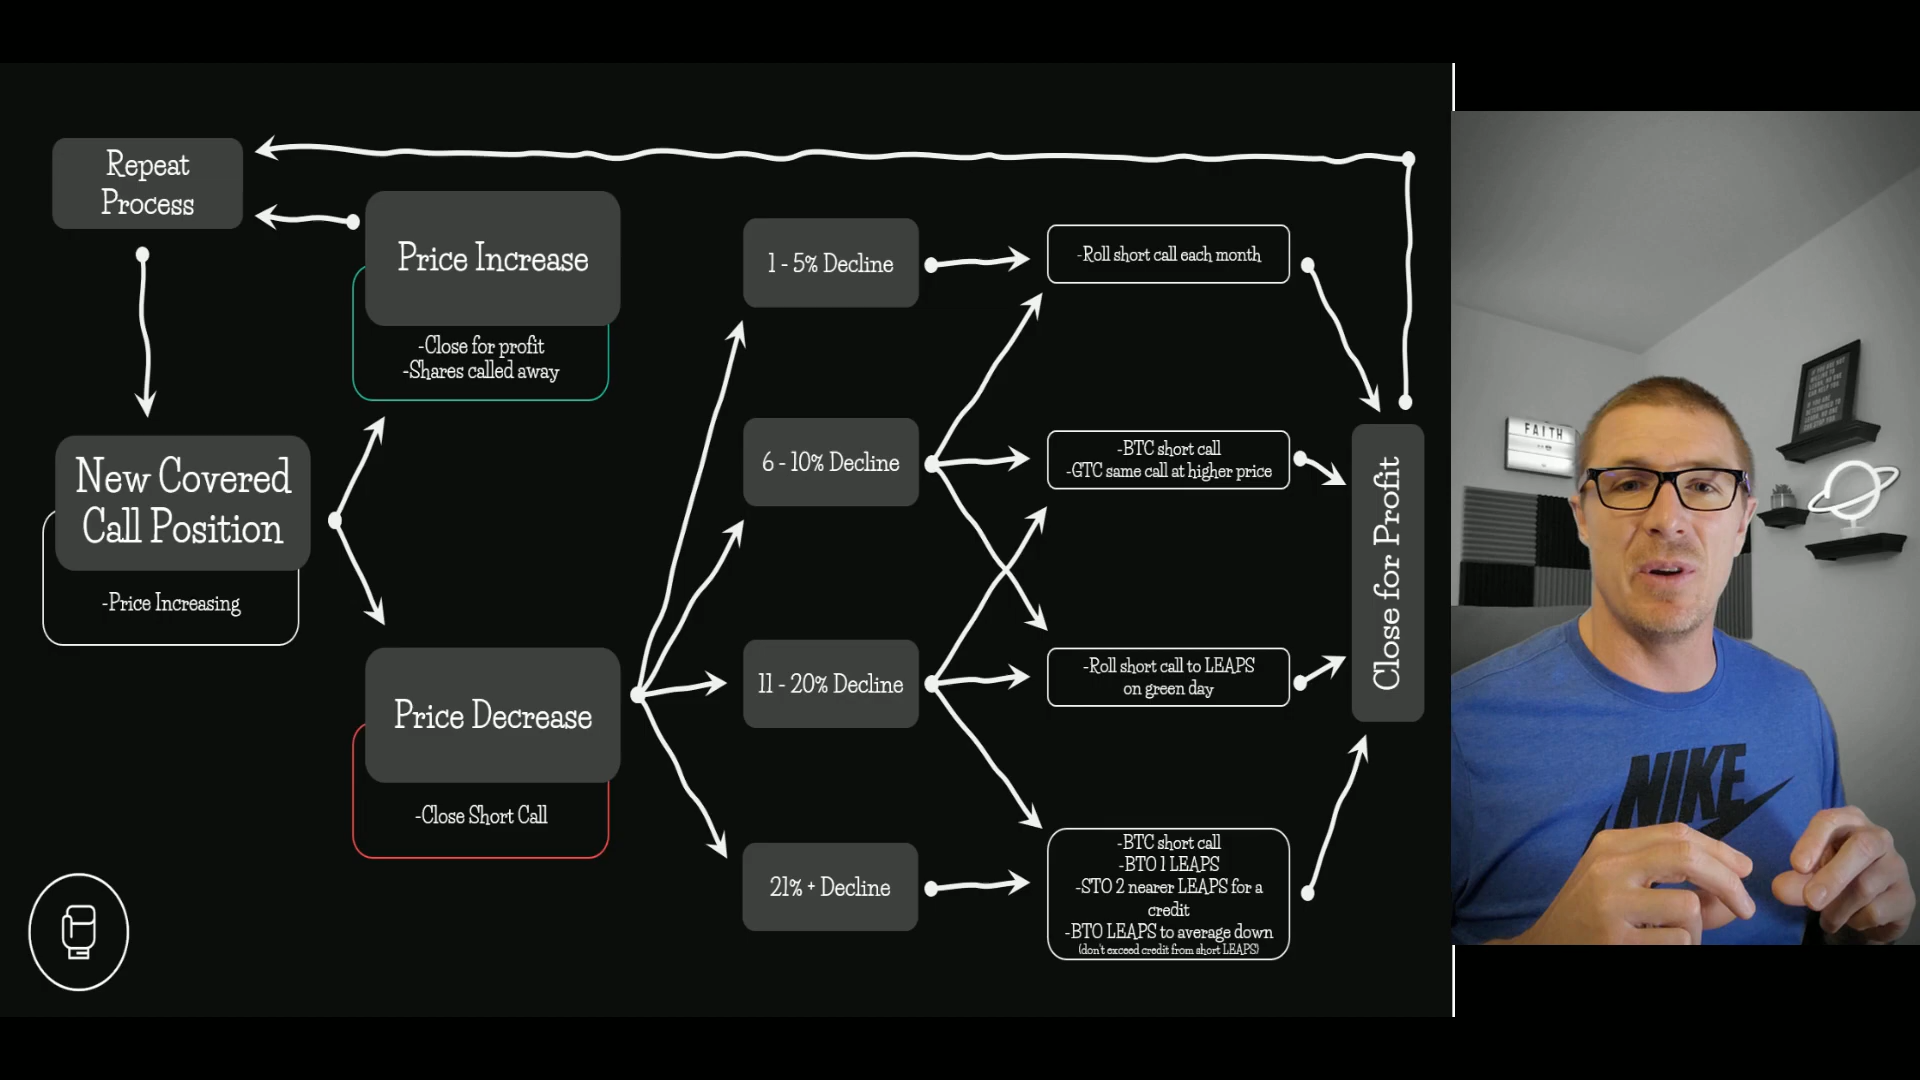 Repeat
Process
Price Increase
-Close for profit
-Shares called away
New Covered
Call Position
-Price Increasing
Price Decrease
-Close Short Call
1 - 5% Decline
6 - 10% Decline
11 - 20% Decline
21% + Decline
-Roll short call each month
-BTC short call
-GTC same call at higher price
-Roll short call to LEAPS
on green day
-BTC short call
-BTO 1 LEAPS
-STO 2 nearer LEAPS for a
credit
-BTO LEAPS to average down
(don't exceed credit from short LEAPS)
Close for Profit
FAITH
NIKE